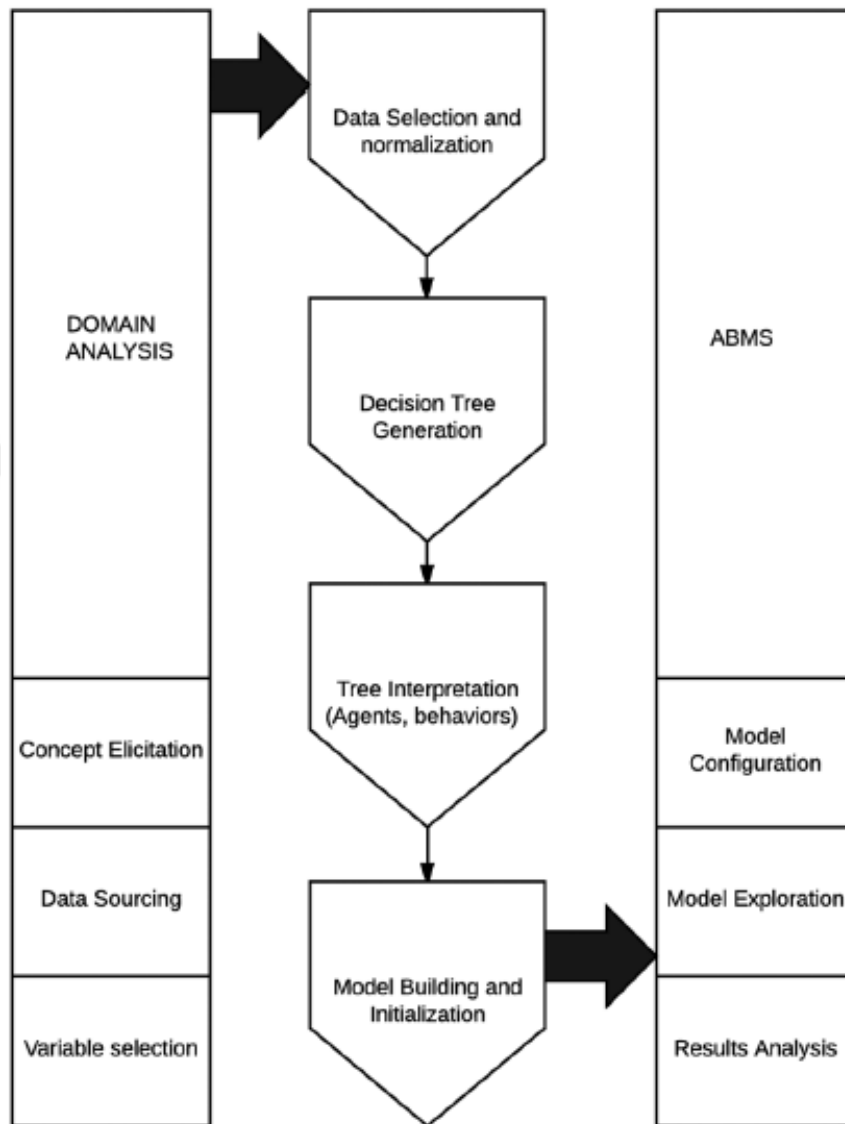 DOMAIN
ANALYSIS
Concept Elicitation
Data Sourcing
Variable selection
Data Selection and
normalization
Decision Tree
Generation
Tree Interpretation
(Agents, behaviors)
Model Building and
Initialization
ABMS
Model
Configuration
Model Exploration
Results Analysis